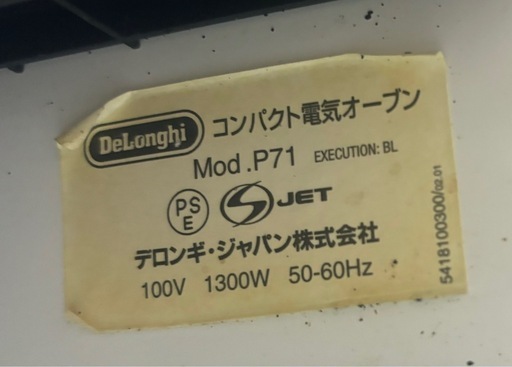 DeLonghi コンパクト電気オーブン
Mod.P71 EXECUTION: BL
PS E S JET
デロンギ・ジャパン株式会社
100V 1300W 50-60Hz
5418100300/02.01